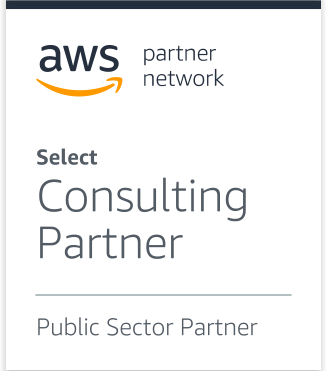 aws partner
network
Select
Consulting
Partner
Public Sector Partner